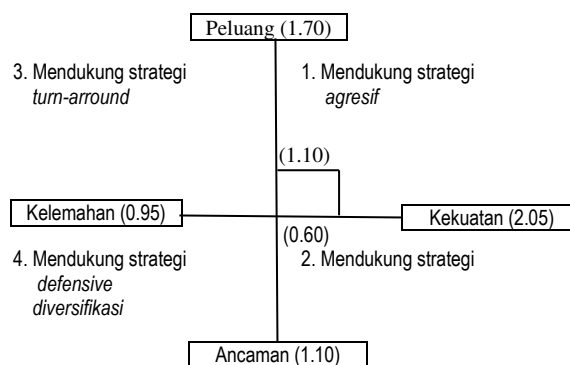 Peluang (1.70)
3. Mendukung strategi
turn-arround
1. Mendukung strategi
agresif
(1.10)
Kelemahan (0.95)
Kekuatan (2.05)
(0.60)
4. Mendukung strategi
defensive
diversifikasi
2. Mendukung strategi
Ancaman (1.10)